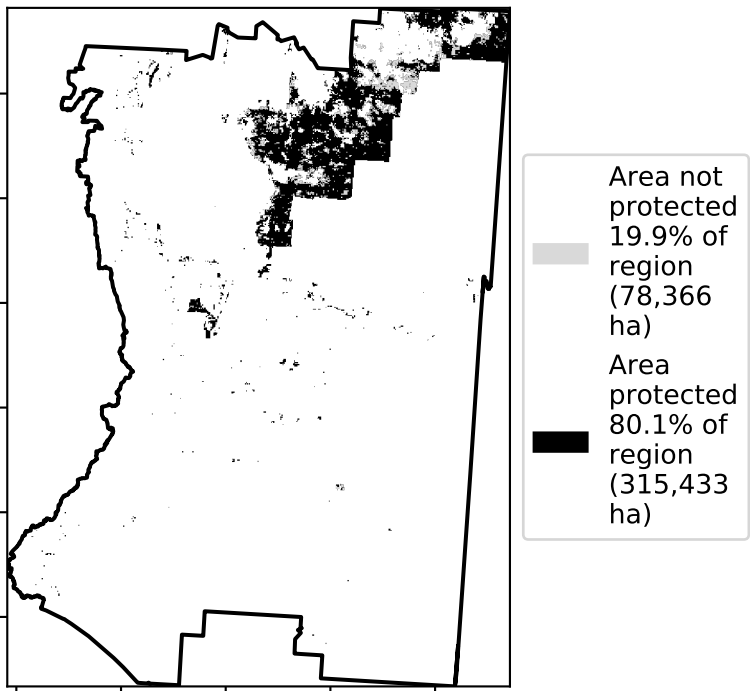 Area not
protected
19.9% of
region
(78,366
ha)
Area
protected
80.1% of
region
(315,433
ha)